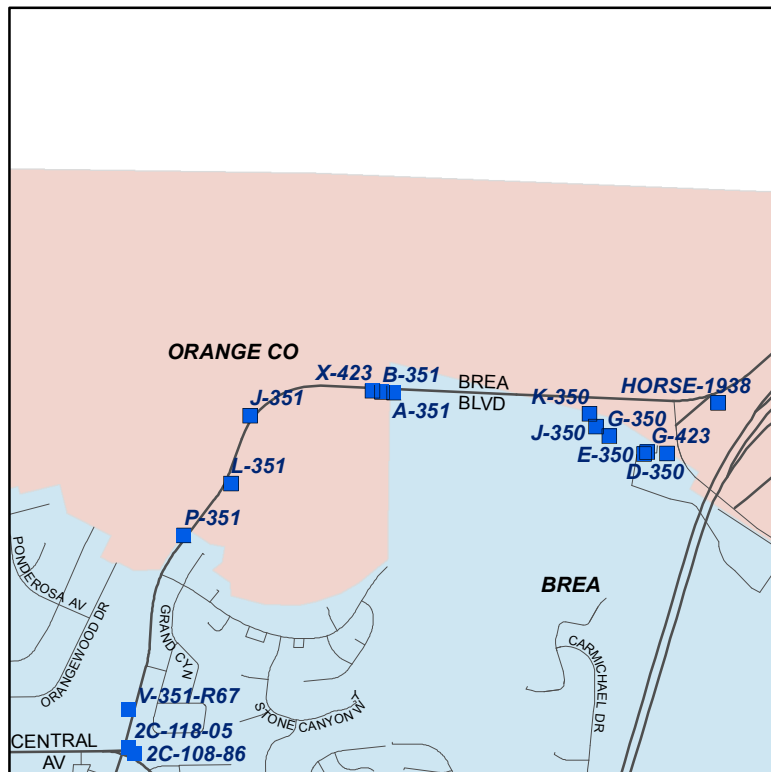 ORANGE CO
X-423
B-351
BREA
BLVD
HORSE-1938
J-351
A-351
K-350
G-350
J-350
G-423
E-350
D-350
L-351
P-351
BREA
PONDEROSA AV
ORANGEWOOD DR
GRAND CYN
CARMICHAEL DR
STONE CANYON WY
V-351-R67
2C-118-05
CENTRAL
AV
2C-108-86